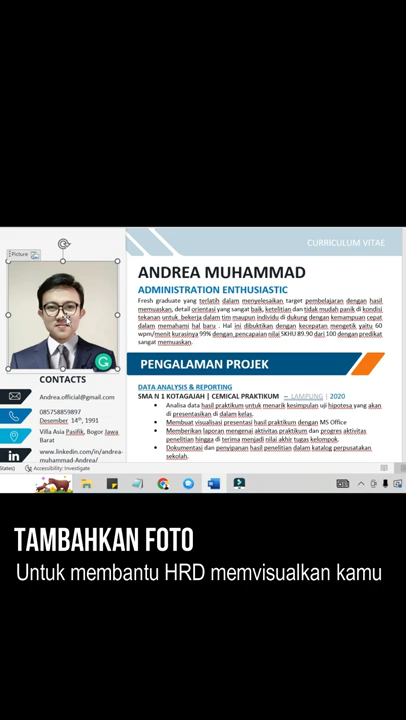 CURRICULUM VITAE
Picture
ANDREA MUHAMMAD
ADMINISTRATION ENTHUSIASTIC
Fresh graduate yang terlatih dalam menyelesaikan target pembelajaran dengan hasil
memuaskan, detail orientasi yang sangat baik, ketelitian dan tidak mudah panik di kondisi
tekanan untuk bekerja dalam tim maupun individu di dukung dengan kemampuan cepat
dalam memahami hal baru . Hal ini dibuktikan dengan kecepatan mengetik yaitu 60
wpm/menit kurasinya 99% dengan pencapaian nilai SKHU 89.90 dari 100 dengan predikat
sangat memuaskan.
PENGALAMAN PROJEK
DATA ANALYSIS & REPORTING
SMA N 1 KOTAGAJAH | CEMICAL PRAKTIKUM – LAMPUNG | 2020
• Analisa data hasil praktikum untuk menarik kesimpulan uji hipotesa yang akan
di presentasikan di dalam kelas.
• Membuat visualisasi presentasi hasil praktikum dengan MS Office
• Memberikan laporan mengenai aktivitas praktikum dan progres aktivitas
penelitian hingga di terima menjadi nilai akhir tugas kelompok.
• Dokumentasi dan penyipanan hasil penelitian dalam katalog perpusatakan
sekolah.
CONTACTS
Andrea.official@gmail.com
085758859897
Desember 14th, 1991
Villa Asia Pasifik, Bogor Jawa
Barat
www.linkedin.com/in/andrea-
muhammad-Andrea/
States)
Accessibility: Investigate
TAMBAHKAN FOTO
Untuk membantu HRD memvisualkan kamu